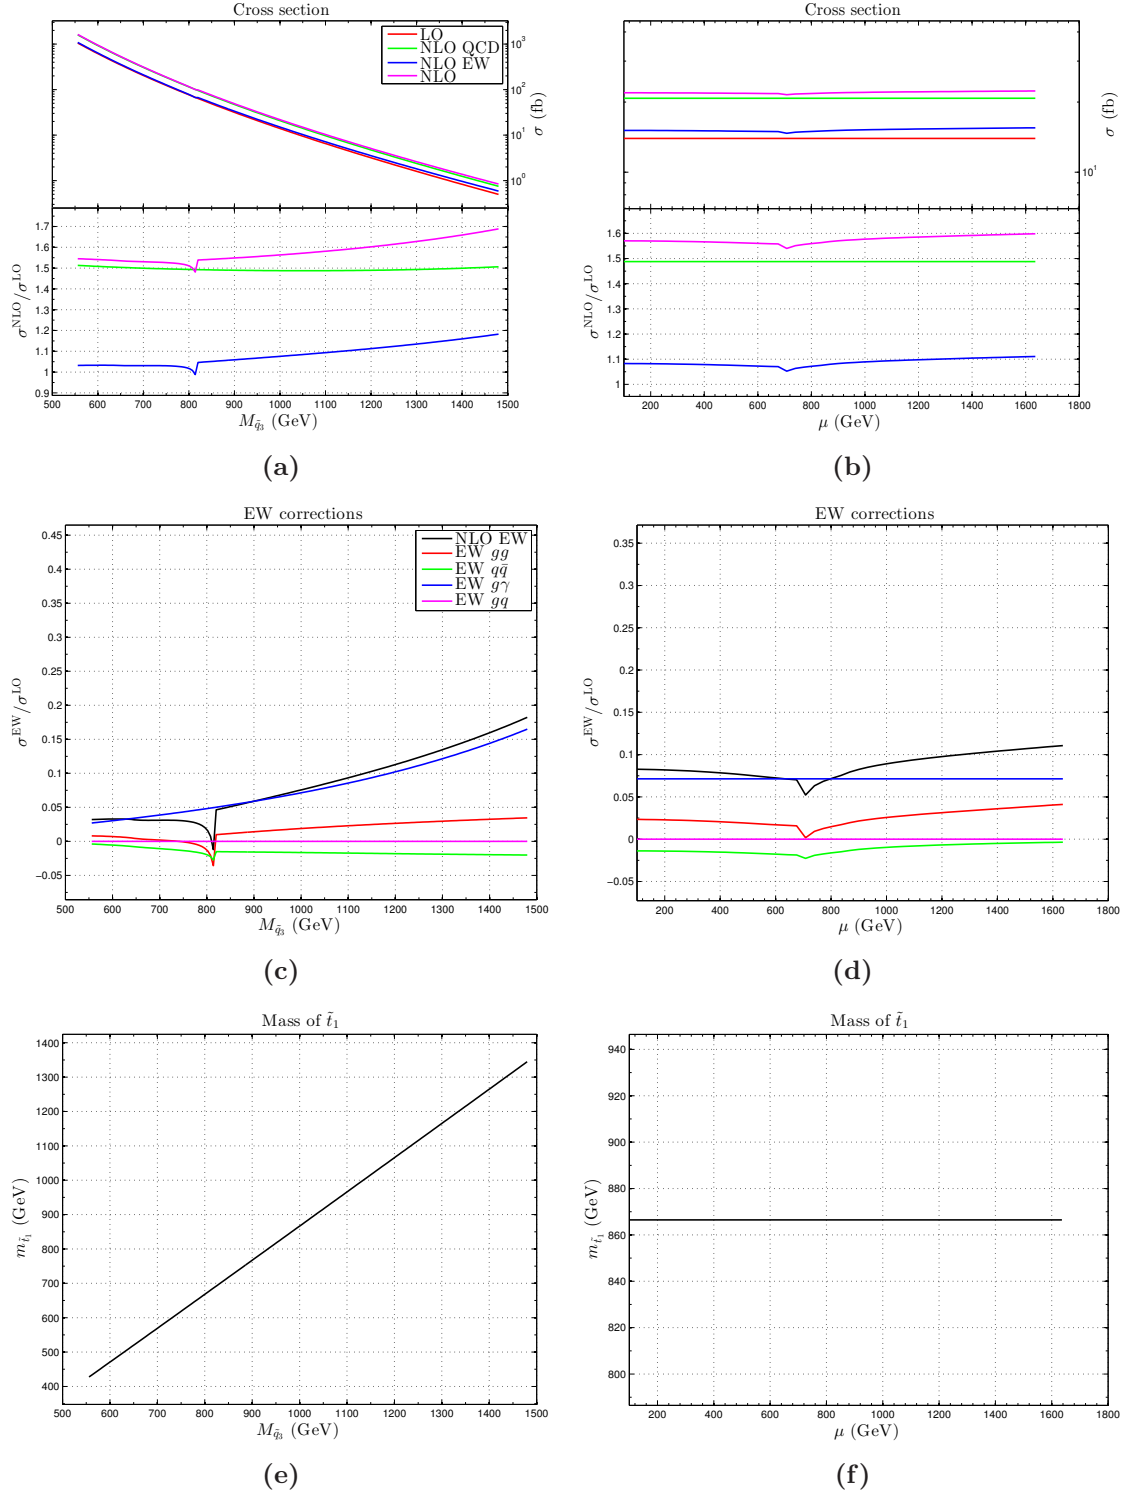 Cross section
10³
10²
10¹
10⁰
σ (fb)
LO
NLO QCD
NLO EW
NLO
1.7
1.6
1.5
1.4
1.3
1.2
1.1
1
0.9
σ^NLO/σ^LO
500 600 700 800 900 1000 1100 1200 1300 1400 1500
M_q̃₃ (GeV)
(a)
Cross section
10¹
σ (fb)
1.6
1.5
1.4
1.3
1.2
1.1
1
σ^NLO/σ^LO
200 400 600 800 1000 1200 1400 1600 1800
μ (GeV)
(b)
EW corrections
NLO EW
EW gg
EW qq̄
EW gγ
EW gq
0.45
0.4
0.35
0.3
0.25
0.2
0.15
0.1
0.05
0
−0.05
σ^EW/σ^LO
500 600 700 800 900 1000 1100 1200 1300 1400 1500
M_q̃₃ (GeV)
(c)
EW corrections
0.35
0.3
0.25
0.2
0.15
0.1
0.05
0
−0.05
σ^EW/σ^LO
200 400 600 800 1000 1200 1400 1600 1800
μ (GeV)
(d)
Mass of t̃₁
1400
1300
1200
1100
1000
900
800
700
600
500
400
m_t̃₁ (GeV)
500 600 700 800 900 1000 1100 1200 1300 1400 1500
M_q̃₃ (GeV)
(e)
Mass of t̃₁
940
920
900
880
860
840
820
800
m_t̃₁ (GeV)
200 400 600 800 1000 1200 1400 1600 1800
μ (GeV)
(f)